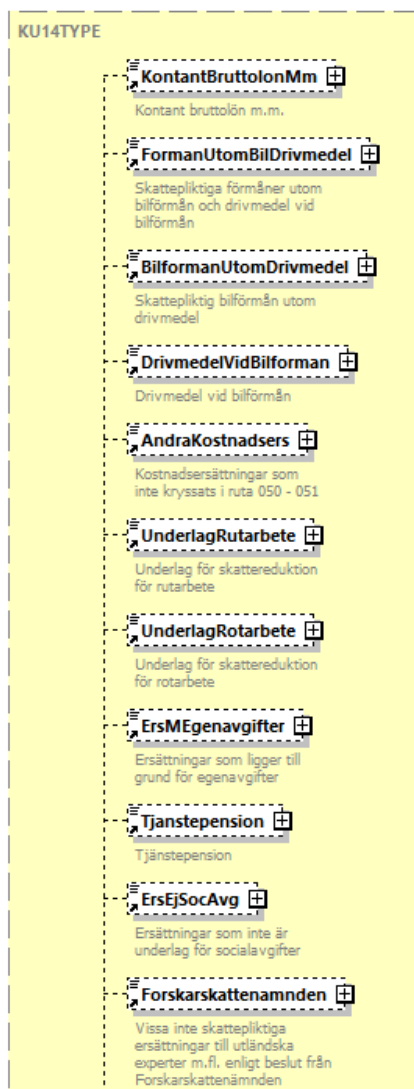 KU14TYPE
KontantBruttolonMm
Kontant bruttolön m.m.
FormanUtomBilDrivmedel
Skattepliktiga förmåner utom
bilförmån och drivmedel vid
bilförmån
BilformanUtomDrivmedel
Skattepliktig bilförmån utom
drivmedel
DrivmedelVidBilforman
Drivmedel vid bilförmån
AndraKostnadsers
Kostnadsersättningar som
inte kryssats i ruta 050 - 051
UnderlagRutarbete
Underlag för skattereduktion
för rutarbete
UnderlagRotarbete
Underlag för skattereduktion
för rotarbete
ErsMEgenavgifter
Ersättningar som ligger till
grund för egenavgifter
Tjanstepension
Tjänstepension
ErsEjSocAvg
Ersättningar som inte är
underlag för socialavgifter
Forskarskattenamnden
Vissa inte skattepliktiga
ersättningar till utländska
experter m.fl. enligt beslut från
Forskarskattenämnden